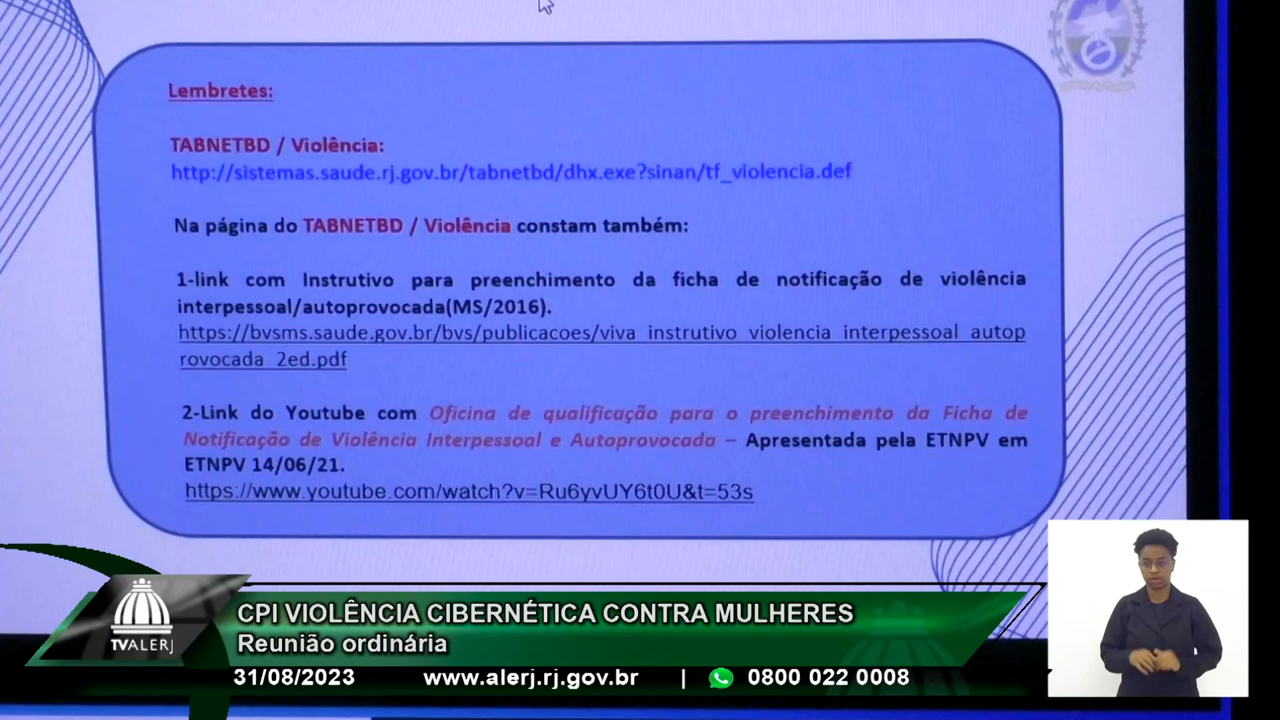 Lembretes:
TABNETBD / Violência:
http://sistemas.saude.rj.gov.br/tabnetbd/dhx.exe?sinan/tf_violencia.def
Na página do TABNETBD / Violência constam também:
1-link com Instrutivo para preenchimento da ficha de notificação de violência
interpessoal/autoprovocada(MS/2016).
https://bvsms.saude.gov.br/bvs/publicacoes/viva_instrutivo_violencia_interpessoal_autop
rovocada_2ed.pdf
2-Link do Youtube com Oficina de qualificação para o preenchimento da Ficha de
Notificação de Violência Interpessoal e Autoprovocada – Apresentada pela ETNPV em
ETNPV 14/06/21.
https://www.youtube.com/watch?v=Ru6yvUY6t0U&t=53s
CPI VIOLÊNCIA CIBERNÉTICA CONTRA MULHERES
Reunião ordinária
TVALERJ
31/08/2023 www.alerj.rj.gov.br | 0800 022 0008